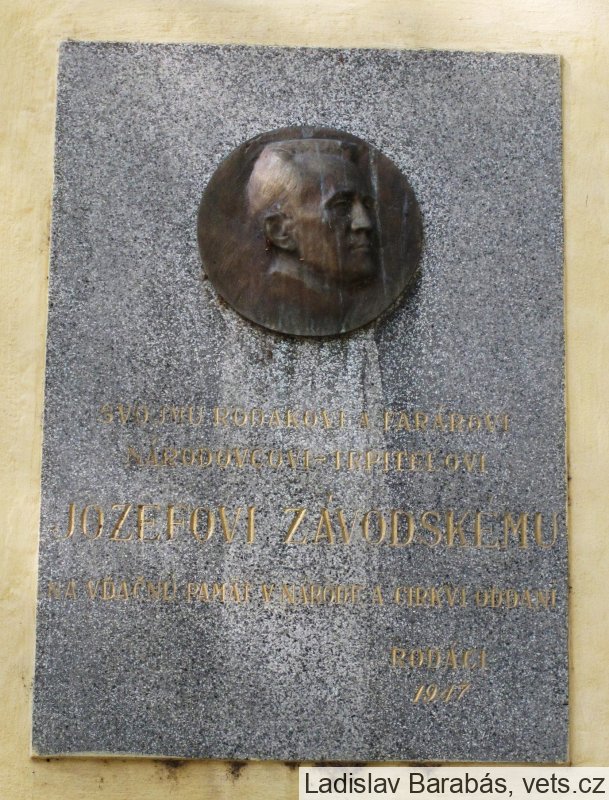 SVOJMU RODÁKOVI A FARÁROVI
NÁRODOVCOVI-TRPITEĽOVI
JOZEFOVI ZÁVODSKÉMU
NA VĎAČNÚ PAMÄŤ V NÁRODE A CIRKVI ODDANÍ
RODÁCI
1947
Ladislav Barabás, vets.cz